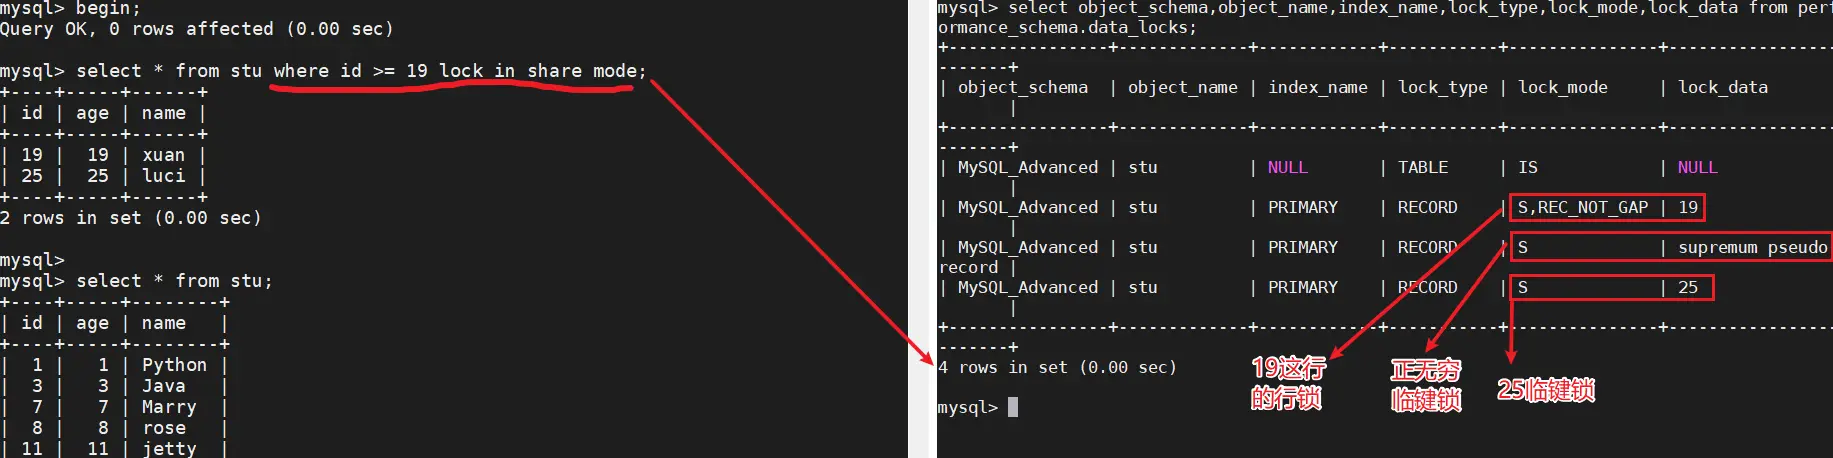 mysql> begin;
Query OK, 0 rows affected (0.00 sec)
mysql> select * from stu where id >= 19 lock in share mode;
+----+-----+------+
| id | age | name |
+----+-----+------+
| 19 |  19 | xuan |
| 25 |  25 | luci |
+----+-----+------+
2 rows in set (0.00 sec)
mysql>
mysql> select * from stu;
+----+-----+--------+
| id | age | name   |
+----+-----+--------+
|  1 |   1 | Python |
|  3 |   3 | Java   |
|  7 |   7 | Marry  |
|  8 |   8 | rose   |
| 11 |  11 | jetty  |
mysql> select object_schema,object_name,index_name,lock_type,lock_mode,lock_data from perf
ormance_schema.data_locks;
+----------------+-------------+------------+-----------+---------------+----------------
-------+
| object_schema  | object_name | index_name | lock_type | lock_mode     | lock_data
       |
+----------------+-------------+------------+-----------+---------------+----------------
-------+
| MySQL_Advanced | stu         | NULL       | TABLE     | IS            | NULL
       |
| MySQL_Advanced | stu         | PRIMARY    | RECORD    | S,REC_NOT_GAP | 19
       |
| MySQL_Advanced | stu         | PRIMARY    | RECORD    | S             | supremum pseudo
record |
| MySQL_Advanced | stu         | PRIMARY    | RECORD    | S             | 25
       |
+----------------+-------------+------------+-----------+---------------+----------------
-------+
4 rows in set (0.00 sec)
mysql>
19这行
的行锁
正无穷
临键锁
25临键锁